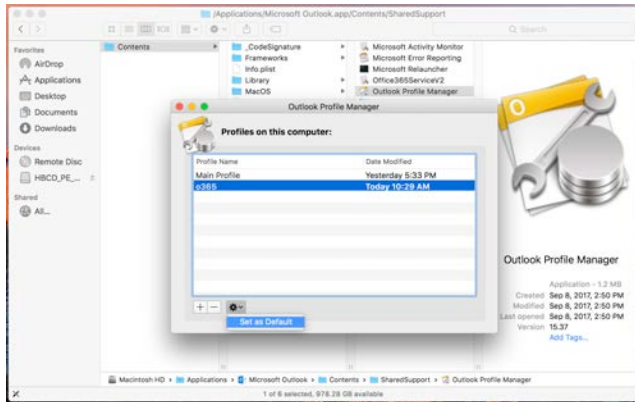 /Applications/Microsoft Outlook.app/Contents/SharedSupport
Search
Favorites
AirDrop
Applications
Desktop
Documents
Downloads
Devices
Remote Disc
HBCD_PE_...
Shared
All...
Contents
_CodeSignature
Frameworks
Info.plist
Library
MacOS
Microsoft Activity Monitor
Microsoft Error Reporting
Microsoft Relauncher
Office365ServiceV2
Outlook Profile Manager
Outlook Profile Manager
Profiles on this computer:
Profile Name Date Modified
Main Profile Yesterday 5:33 PM
o365 Today 10:29 AM
Set as Default
Outlook Profile Manager
Application - 1.2 MB
Created Sep 8, 2017, 2:50 PM
Modified Sep 8, 2017, 2:50 PM
Last opened Sep 8, 2017, 2:50 PM
Version 15.37
Add Tags...
Macintosh HD › Applications › Microsoft Outlook › Contents › SharedSupport › Outlook Profile Manager
1 of 6 selected, 978.28 GB available